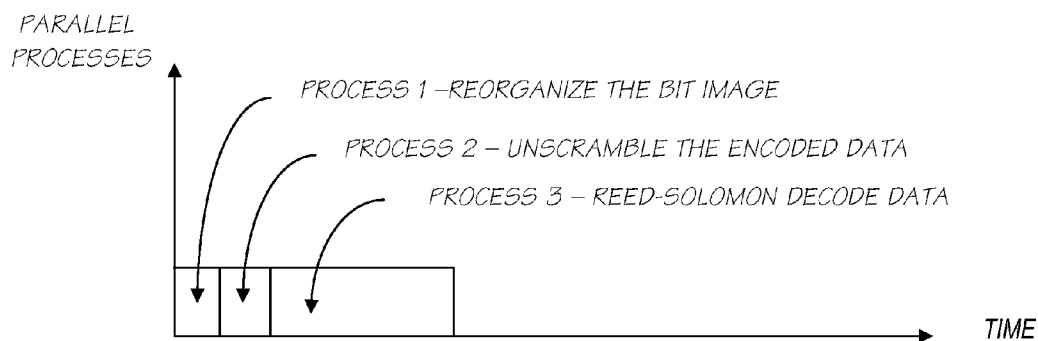 PARALLEL
PROCESSES
PROCESS 1 –REORGANIZE THE BIT IMAGE
PROCESS 2 – UNSCRAMBLE THE ENCODED DATA
PROCESS 3 – REED-SOLOMON DECODE DATA
TIME